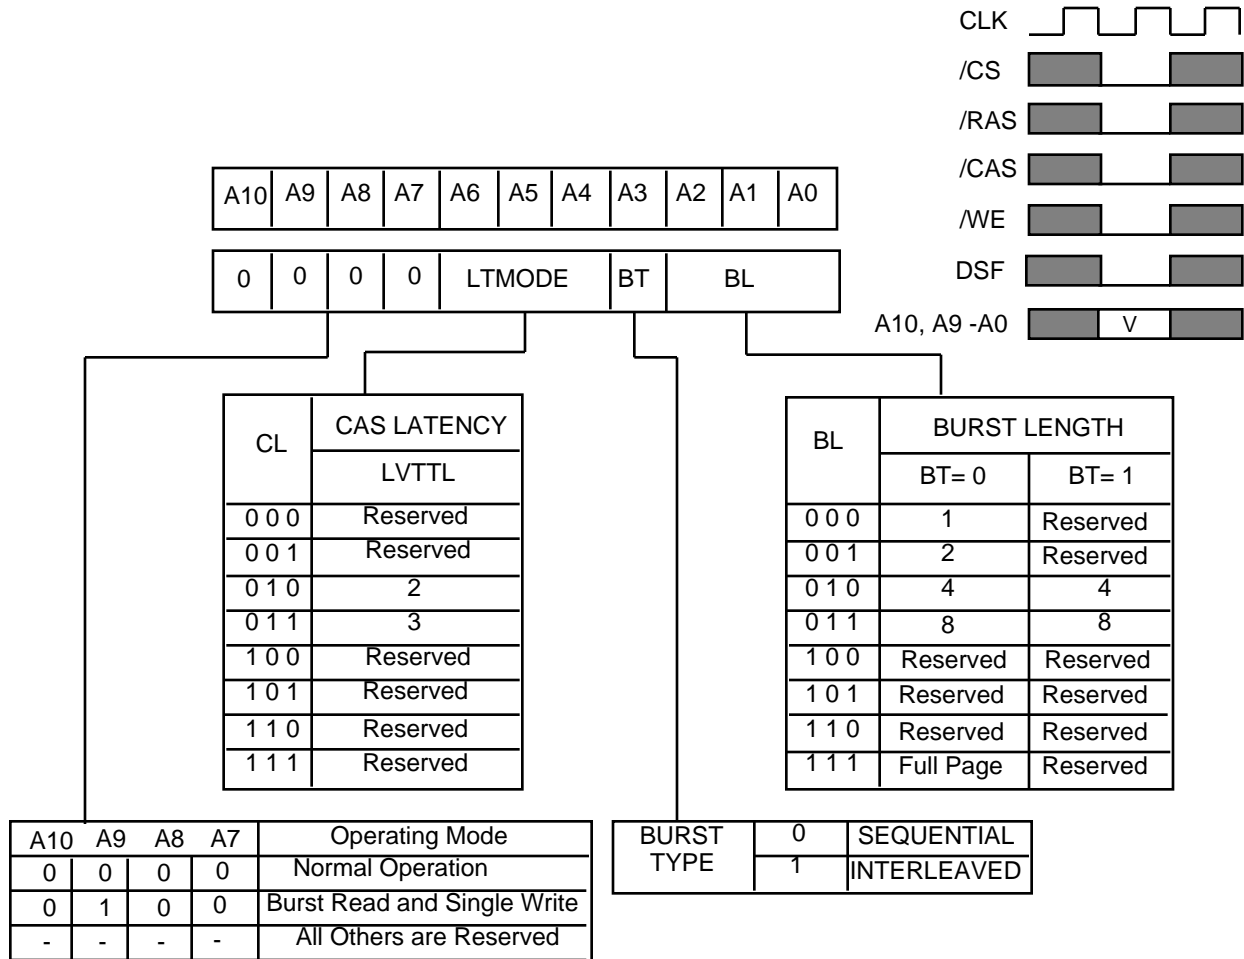 CLK
/CS
/RAS
/CAS
/WE
DSF
A10, A9 -A0 V
A10 A9 A8 A7 A6 A5 A4 A3 A2 A1 A0
0 0 0 0 LTMODE BT BL
CL CAS LATENCY
LVTTL
0 0 0 Reserved
0 0 1 Reserved
0 1 0 2
0 1 1 3
1 0 0 Reserved
1 0 1 Reserved
1 1 0 Reserved
1 1 1 Reserved
BL BURST LENGTH
BT= 0 BT= 1
0 0 0 1 Reserved
0 0 1 2 Reserved
0 1 0 4 4
0 1 1 8 8
1 0 0 Reserved Reserved
1 0 1 Reserved Reserved
1 1 0 Reserved Reserved
1 1 1 Full Page Reserved
A10 A9 A8 A7 Operating Mode
0 0 0 0 Normal Operation
0 1 0 0 Burst Read and Single Write
- - - - All Others are Reserved
BURST TYPE 0 SEQUENTIAL
1 INTERLEAVED